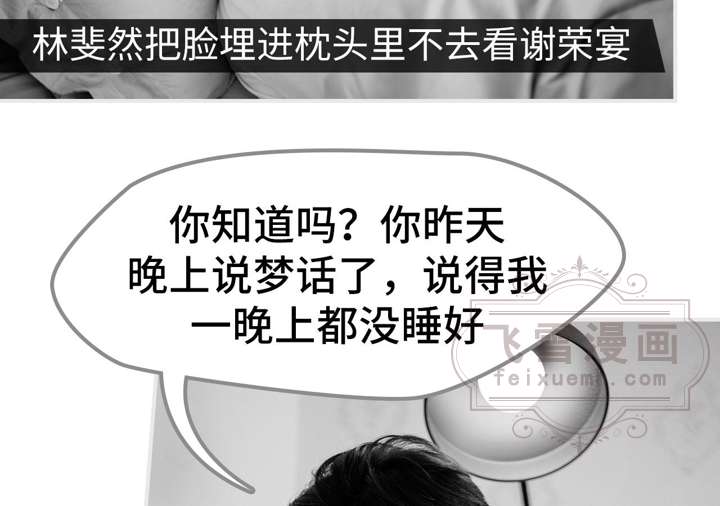 林斐然把脸埋进枕头里不去看谢荣宴
你知道吗？你昨天
晚上说梦话了，说得我
一晚上都没睡好
飞雪漫画